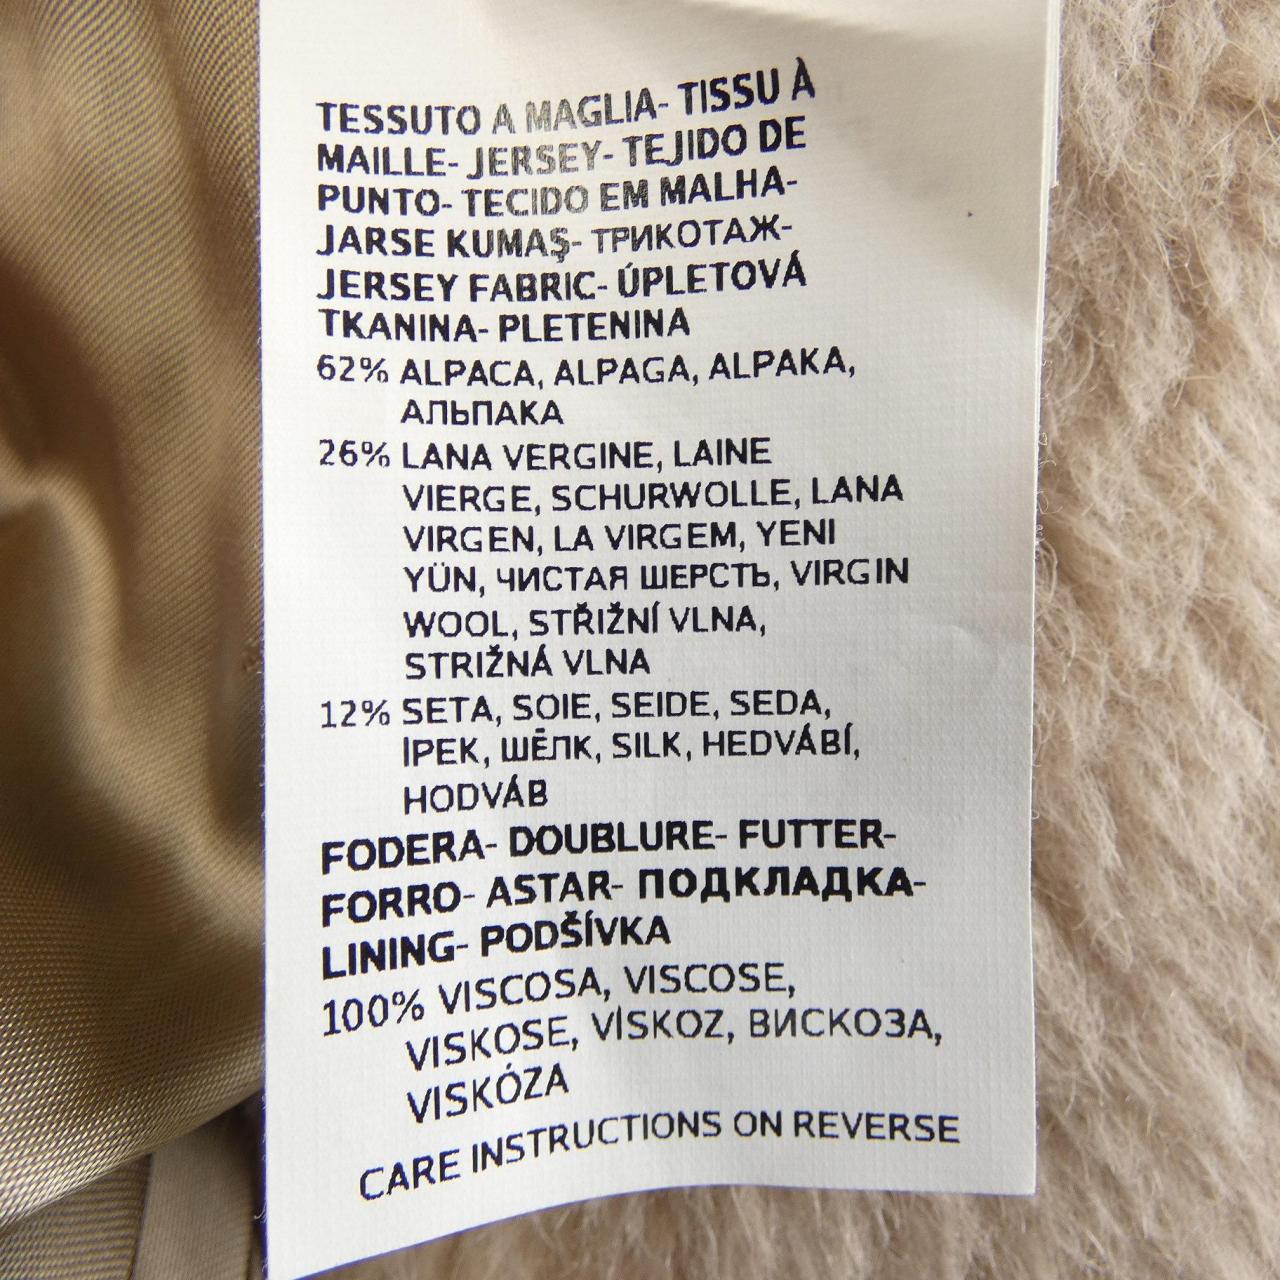 TESSUTO A MAGLIA- TISSU À
MAILLE- JERSEY- TEJIDO DE
PUNTO- TECIDO EM MALHA-
JARSE KUMAŞ- ТРИКОТАЖ-
JERSEY FABRIC- ÚPLETOVÁ
TKANINA- PLETENINA
62% ALPACA, ALPAGA, ALPAKA,
АЛЬПАКА
26% LANA VERGINE, LAINE
VIERGE, SCHURWOLLE, LANA
VIRGEN, LA VIRGEM, YENI
YÜN, ЧИСТАЯ ШЕРСТЬ, VIRGIN
WOOL, STŘIŽNÍ VLNA,
STRIŽNÁ VLNA
12% SETA, SOIE, SEIDE, SEDA,
İPEK, ШЁЛК, SILK, HEDVÁBÍ,
HODVÁB
FODERA- DOUBLURE- FUTTER-
FORRO- ASTAR- ПОДКЛАДКА-
LINING- PODŠÍVKA
100% VISCOSA, VISCOSE,
VISKOSE, VİSKOZ, ВИСКОЗА,
VISKÓZA
CARE INSTRUCTIONS ON REVERSE